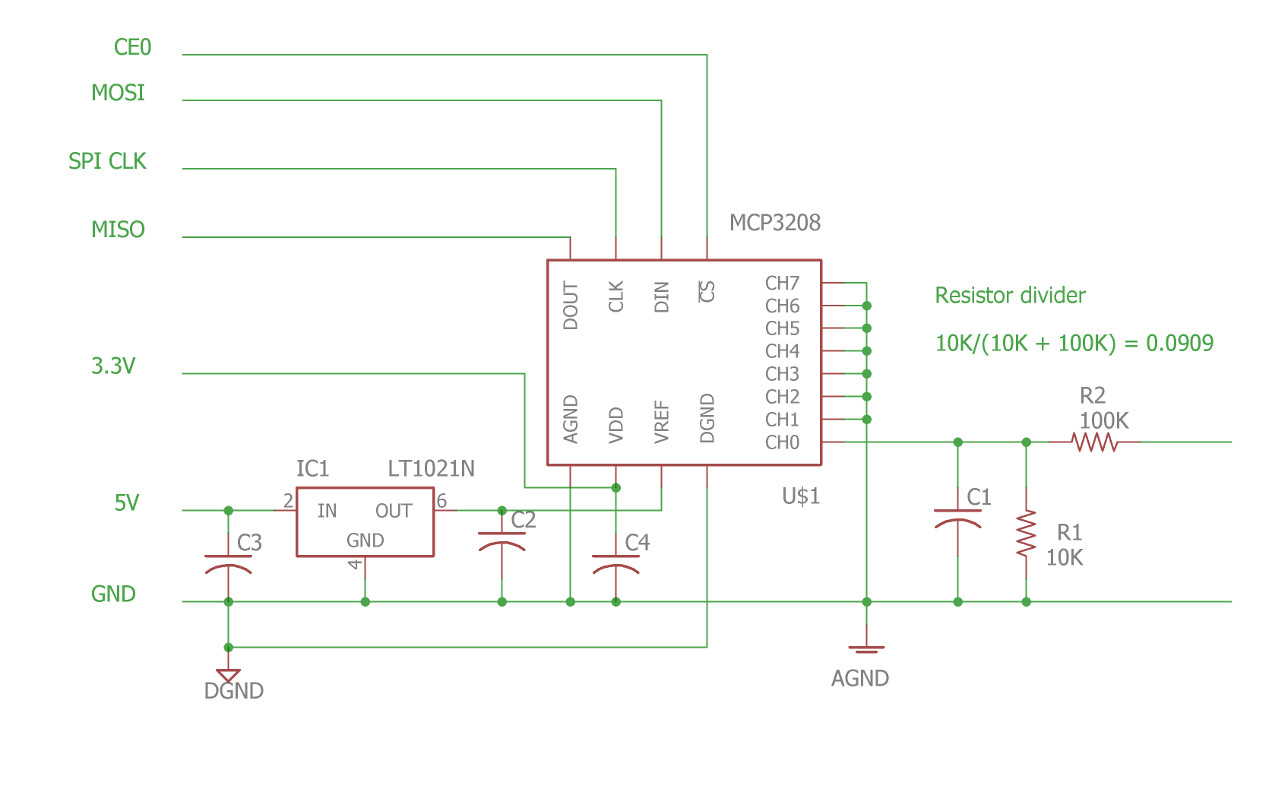 CE0
MOSI
SPI CLK
MISO
MCP3208
DOUT
CLK
DIN
CS
CH7
CH6
CH5
CH4
CH3
CH2
CH1
CH0
AGND
VDD
VREF
DGND
U$1
Resistor divider
10K/(10K + 100K) = 0.0909
R2
100K
3.3V
IC1 LT1021N
5V
2
IN OUT
6
GND
4
C3
C2
C4
C1
R1
10K
GND
DGND
AGND